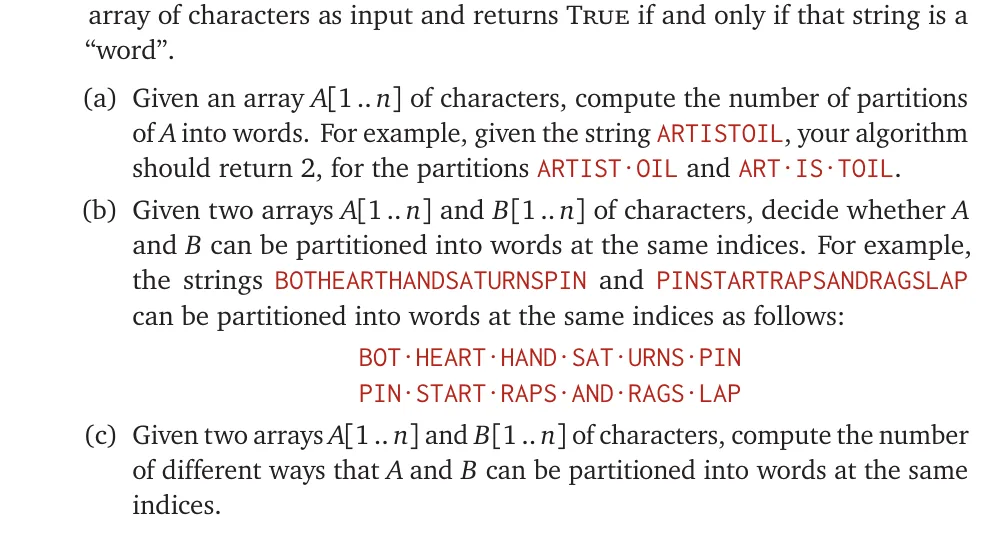 array of characters as input and returns TRUE if and only if that string is a
“word”.
(a) Given an array A[1 .. n] of characters, compute the number of partitions
of A into words. For example, given the string ARTISTOIL, your algorithm
should return 2, for the partitions ARTIST·OIL and ART·IS·TOIL.
(b) Given two arrays A[1 .. n] and B[1 .. n] of characters, decide whether A
and B can be partitioned into words at the same indices. For example,
the strings BOTHEARTHANDSATURNSPIN and PINSTARTRAPSANDRAGSLAP
can be partitioned into words at the same indices as follows:
BOT·HEART·HAND·SAT·URNS·PIN
PIN·START·RAPS·AND·RAGS·LAP
(c) Given two arrays A[1 .. n] and B[1 .. n] of characters, compute the number
of different ways that A and B can be partitioned into words at the same
indices.